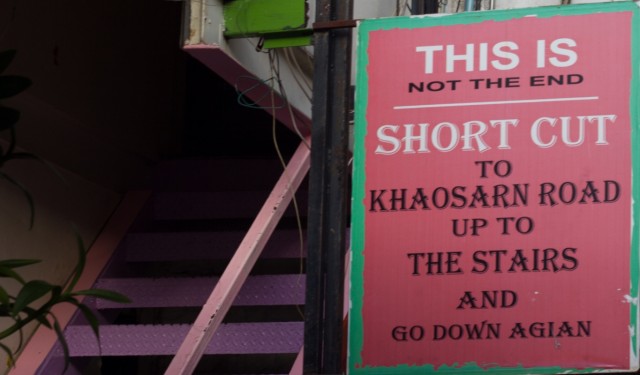 THIS IS
NOT THE END
SHORT CUT
TO
KHAOSARN ROAD
UP TO
THE STAIRS
AND
GO DOWN AGIAN